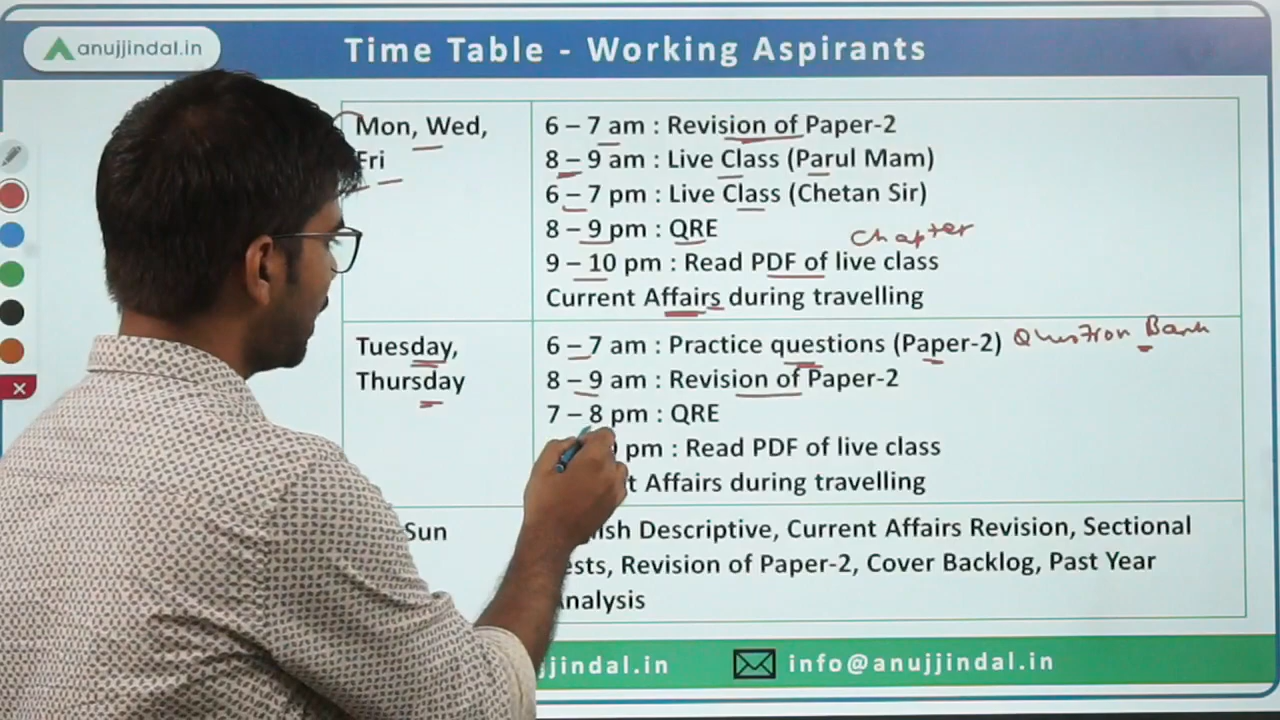 anujjindal.in
Time Table - Working Aspirants
Mon, Wed,
Fri
6 – 7 am : Revision of Paper-2
8 – 9 am : Live Class (Parul Mam)
6 – 7 pm : Live Class (Chetan Sir)
8 – 9 pm : QRE
Chapter
9 – 10 pm : Read PDF of live class
Current Affairs during travelling
Tuesday,
Thursday
6 – 7 am : Practice questions (Paper-2) Question Bank
8 – 9 am : Revision of Paper-2
7 – 8 pm : QRE
pm : Read PDF of live class
Affairs during travelling
Sun
Descriptive, Current Affairs Revision, Sectional
Revision of Paper-2, Cover Backlog, Past Year
Analysis
jjindal.in
info@anujjindal.in